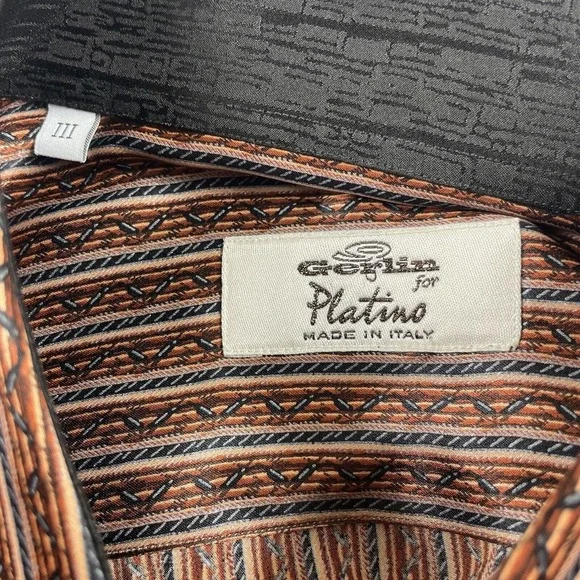 III
Gerlin
for
Platino
MADE IN ITALY